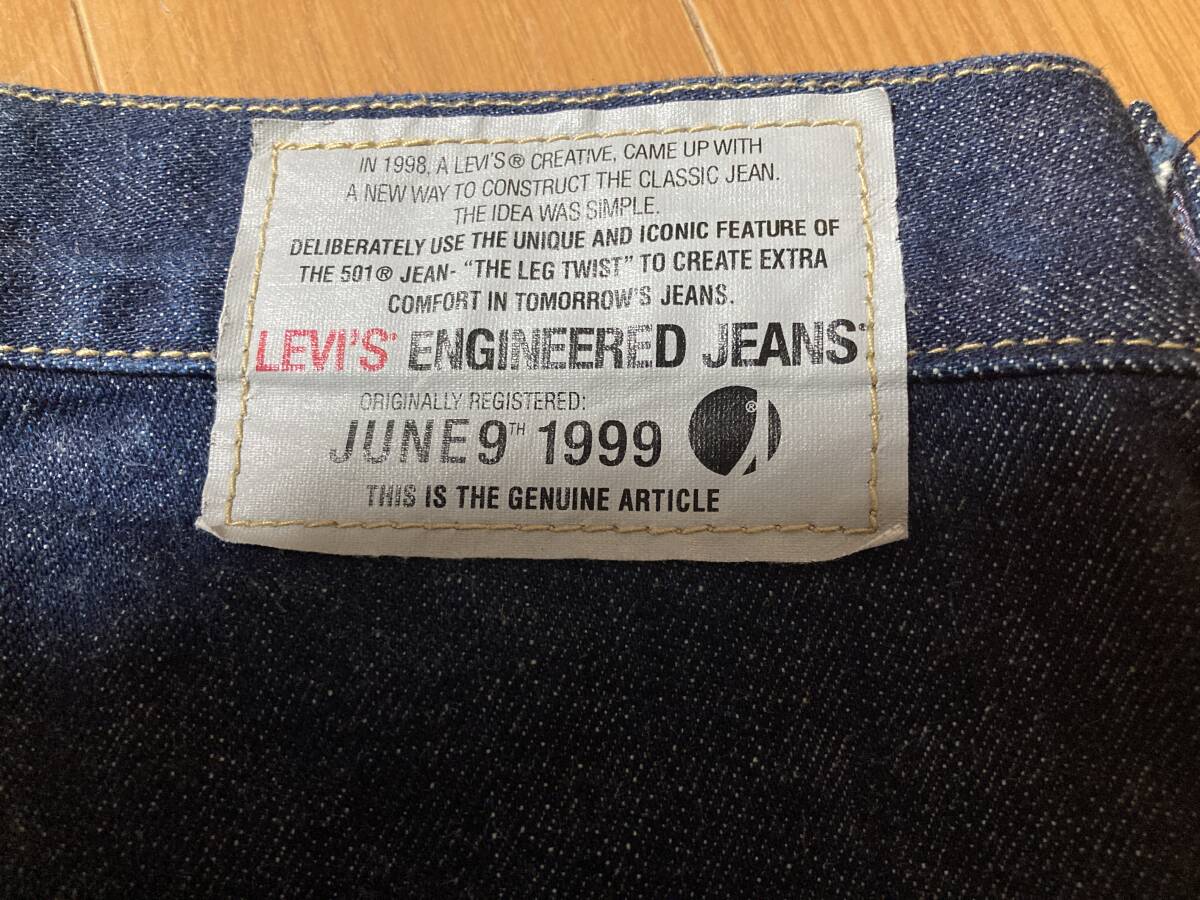 IN 1998, A LEVI'S® CREATIVE, CAME UP WITH
A NEW WAY TO CONSTRUCT THE CLASSIC JEAN.
THE IDEA WAS SIMPLE.
DELIBERATELY USE THE UNIQUE AND ICONIC FEATURE OF
THE 501® JEAN- "THE LEG TWIST" TO CREATE EXTRA
COMFORT IN TOMORROW'S JEANS.
LEVI'S® ENGINEERED JEANS®
ORIGINALLY REGISTERED:
JUNE 9TH 1999
®
THIS IS THE GENUINE ARTICLE